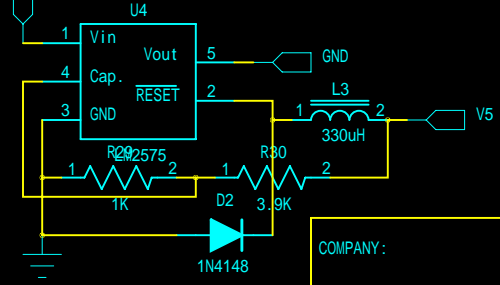 U4
1 Vin
Vout 5 GND
4 Cap.
RESET 2
L3
3 GND
1 2 V5
330uH
R29 LM2575 R30
1 2 1 2
1K D2 3.9K
COMPANY:
1N4148